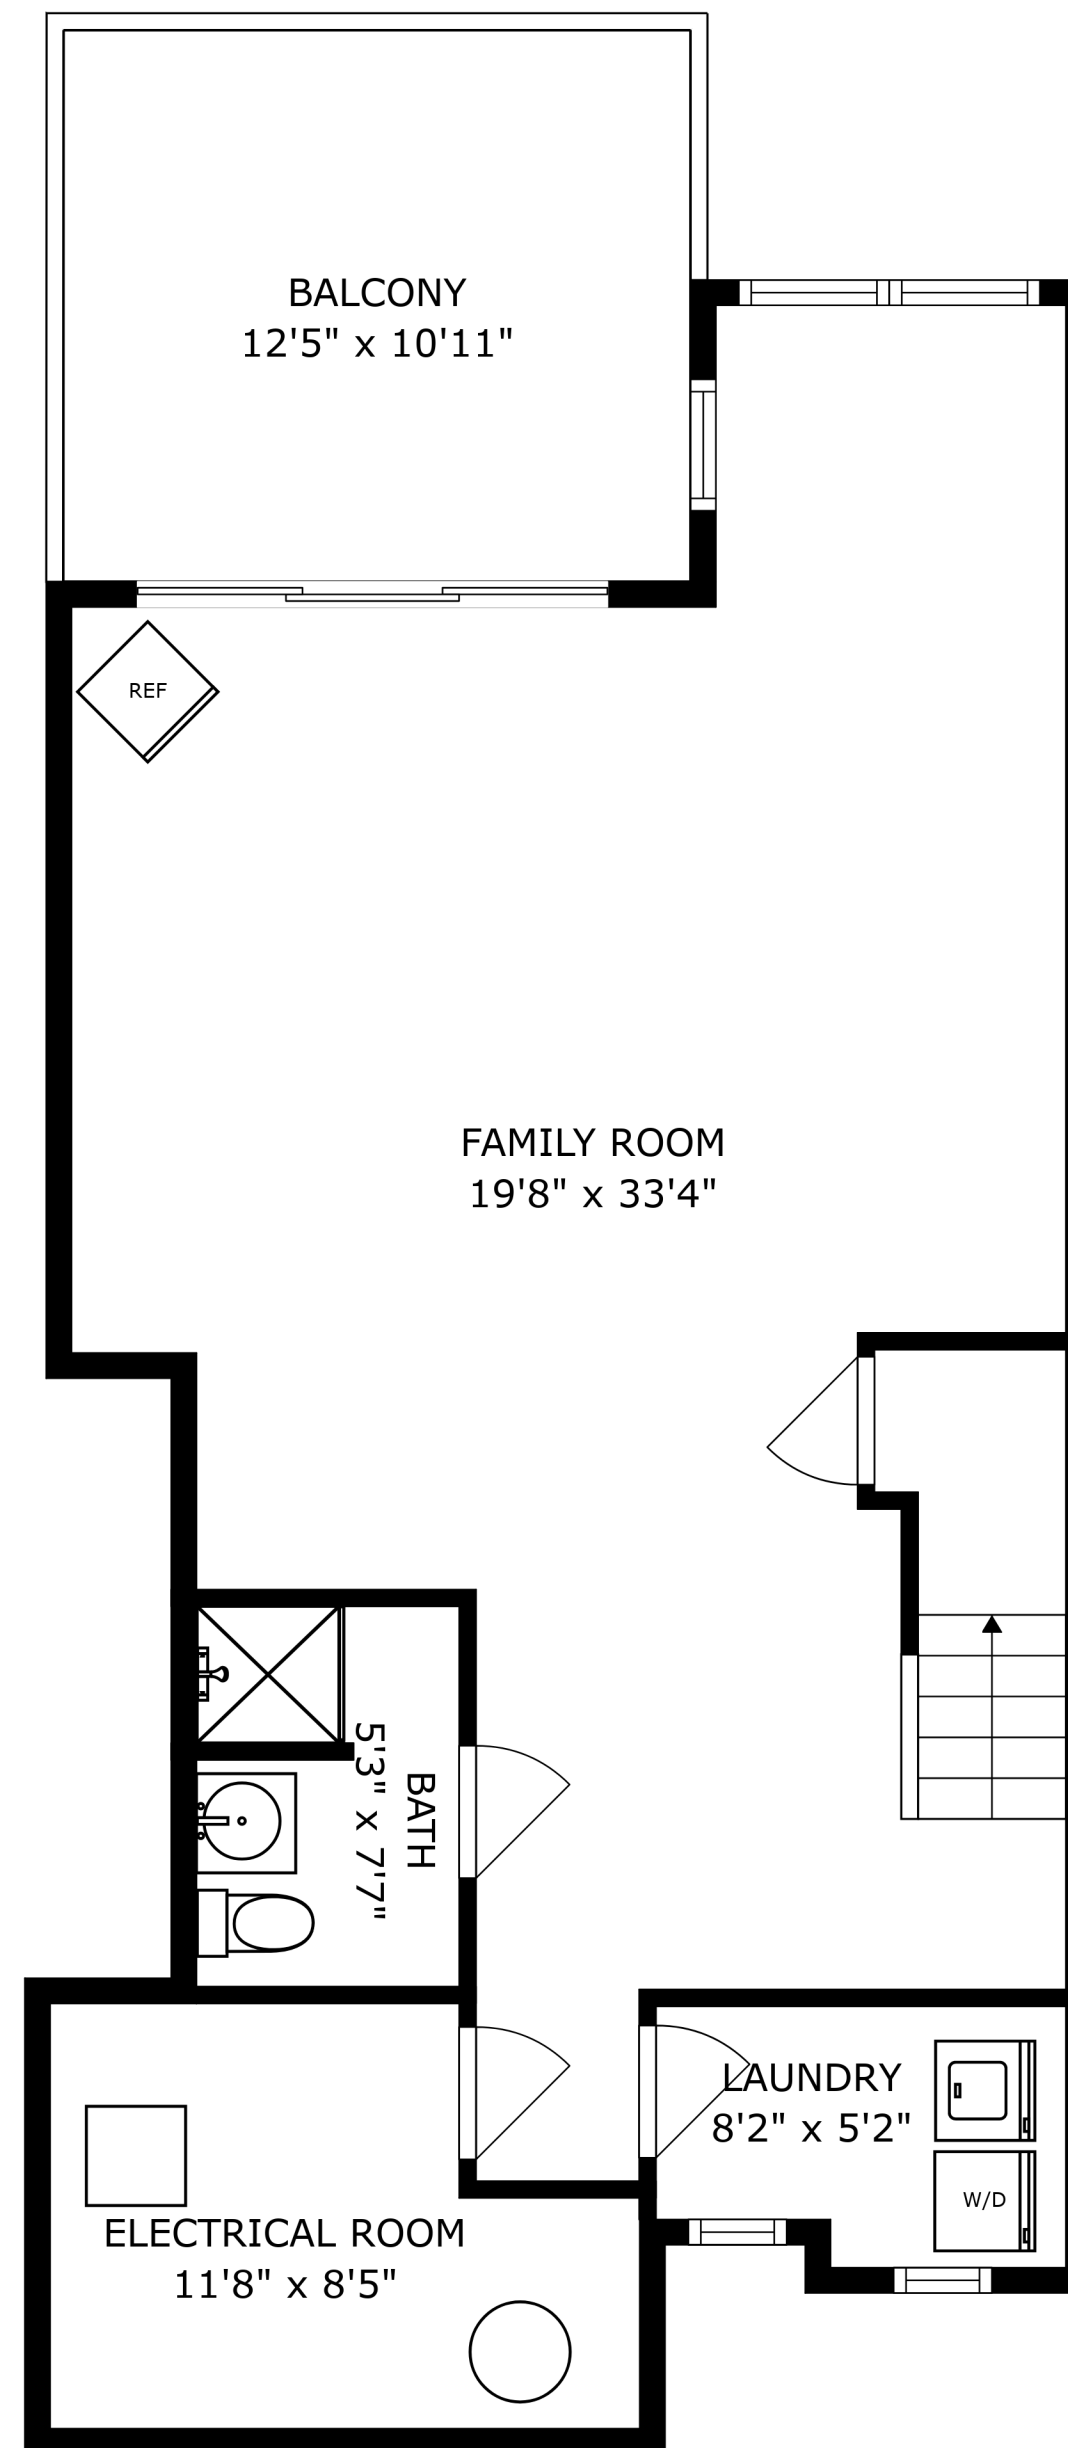 BALCONY
12'5" x 10'11"
REF
FAMILY ROOM
19'8" x 33'4"
BATH
5'3" x 7'7"
LAUNDRY
8'2" x 5'2"
W/D
ELECTRICAL ROOM
11'8" x 8'5"